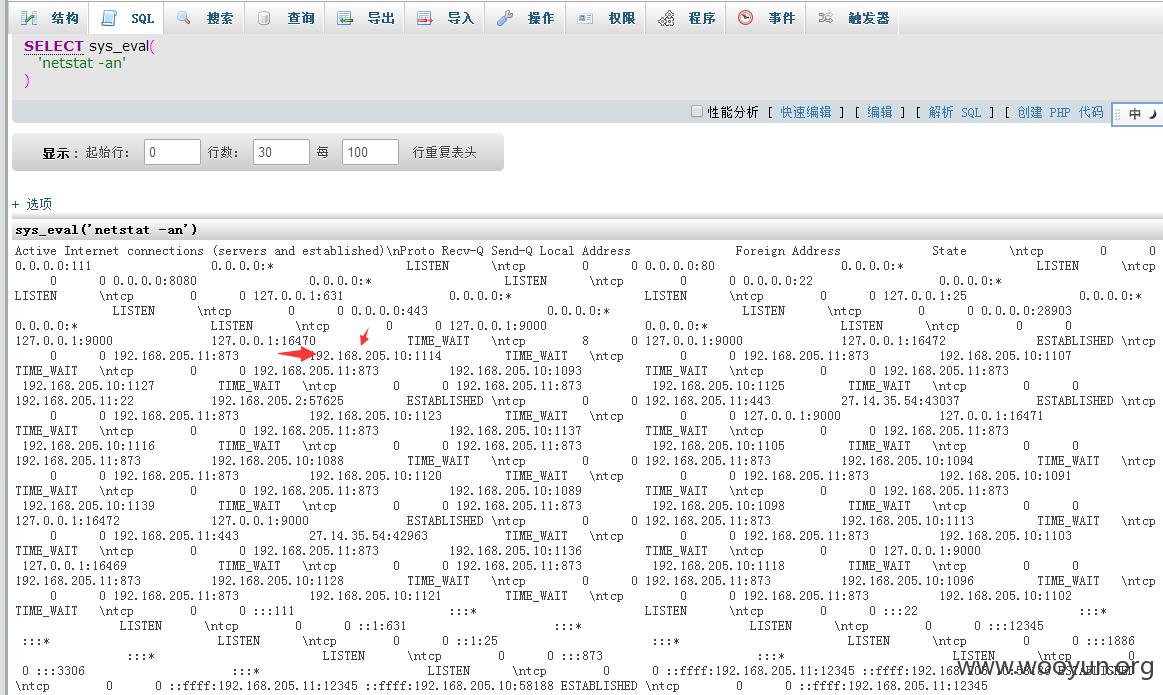 结构 SQL 搜索 查询 导出 导入 操作 权限 程序 事件 触发器
SELECT sys_eval(
'netstat -an'
)
性能分析 [ 快速编辑 ] [ 编辑 ] [ 解析 SQL ] [ 创建 PHP 代码 中
显示 : 起始行: 0 行数: 30 每 100 行重复表头
+ 选项
sys_eval('netstat -an')
Active Internet connections (servers and established)\nProto Recv-Q Send-Q Local Address Foreign Address State \ntcp 0 0
0.0.0.0:111 0.0.0.0:* LISTEN \ntcp 0 0 0.0.0.0:80 0.0.0.0:* LISTEN \ntcp
0 0 0.0.0.0:8080 0.0.0.0:* LISTEN \ntcp 0 0 0.0.0.0:22 0.0.0.0:*
LISTEN \ntcp 0 0 127.0.0.1:631 0.0.0.0:* LISTEN \ntcp 0 0 127.0.0.1:25 0.0.0.0:*
LISTEN \ntcp 0 0 0.0.0.0:443 0.0.0.0:* LISTEN \ntcp 0 0 0.0.0.0:28903
0.0.0.0:* LISTEN \ntcp 0 0 127.0.0.1:9000 0.0.0.0:* LISTEN \ntcp 0 0
127.0.0.1:9000 127.0.0.1:16470 TIME_WAIT \ntcp 8 0 127.0.0.1:9000 127.0.0.1:16472 ESTABLISHED \ntcp
0 0 192.168.205.11:873 192.168.205.10:1114 TIME_WAIT \ntcp 0 0 192.168.205.11:873 192.168.205.10:1107
TIME_WAIT \ntcp 0 0 192.168.205.11:873 192.168.205.10:1093 TIME_WAIT \ntcp 0 0 192.168.205.11:873
192.168.205.10:1127 TIME_WAIT \ntcp 0 0 192.168.205.11:873 192.168.205.10:1125 TIME_WAIT \ntcp 0 0
192.168.205.11:22 192.168.205.2:57625 ESTABLISHED \ntcp 0 0 192.168.205.11:443 27.14.35.54:43037 ESTABLISHED \ntcp
0 0 192.168.205.11:873 192.168.205.10:1123 TIME_WAIT \ntcp 0 0 127.0.0.1:9000 127.0.0.1:16471
TIME_WAIT \ntcp 0 0 192.168.205.11:873 192.168.205.10:1137 TIME_WAIT \ntcp 0 0 192.168.205.11:873
192.168.205.10:1116 TIME_WAIT \ntcp 0 0 192.168.205.11:873 192.168.205.10:1105 TIME_WAIT \ntcp 0 0
192.168.205.11:873 192.168.205.10:1088 TIME_WAIT \ntcp 0 0 192.168.205.11:873 192.168.205.10:1094 TIME_WAIT \ntcp
0 0 192.168.205.11:873 192.168.205.10:1120 TIME_WAIT \ntcp 0 0 192.168.205.11:873 192.168.205.10:1091
TIME_WAIT \ntcp 0 0 192.168.205.11:873 192.168.205.10:1089 TIME_WAIT \ntcp 0 0 192.168.205.11:873
192.168.205.10:1139 TIME_WAIT \ntcp 0 0 192.168.205.11:873 192.168.205.10:1098 TIME_WAIT \ntcp 0 0
127.0.0.1:16472 127.0.0.1:9000 ESTABLISHED \ntcp 0 0 192.168.205.11:873 192.168.205.10:1113 TIME_WAIT \ntcp
0 0 192.168.205.11:443 27.14.35.54:42963 TIME_WAIT \ntcp 0 0 192.168.205.11:873 192.168.205.10:1103
TIME_WAIT \ntcp 0 0 192.168.205.11:873 192.168.205.10:1136 TIME_WAIT \ntcp 0 0 127.0.0.1:9000
127.0.0.1:16469 TIME_WAIT \ntcp 0 0 192.168.205.11:873 192.168.205.10:1118 TIME_WAIT \ntcp 0 0
192.168.205.11:873 192.168.205.10:1128 TIME_WAIT \ntcp 0 0 192.168.205.11:873 192.168.205.10:1096 TIME_WAIT \ntcp
0 0 192.168.205.11:873 192.168.205.10:1121 TIME_WAIT \ntcp 0 0 192.168.205.11:873 192.168.205.10:1102
TIME_WAIT \ntcp 0 0 :::111 :::* LISTEN \ntcp 0 0 :::22 :::*
LISTEN \ntcp 0 0 ::1:631 :::* LISTEN \ntcp 0 0 :::12345
:::* LISTEN \ntcp 0 0 ::1:25 :::* LISTEN \ntcp 0 0 :::1886
:::* LISTEN \ntcp 0 0 :::873 :::* LISTEN \ntcp 0
0 :::3306 :::* LISTEN \ntcp 0 0 ::ffff:192.168.205.11:12345 ESTABLISHED
\ntcp 0 0 ::ffff:192.168.205.11:12345 ::ffff:192.168.205.10:58188 ESTABLISHED \ntcp 0 0 ::ffff:192.168.205.11:12345
www.wooyun.org